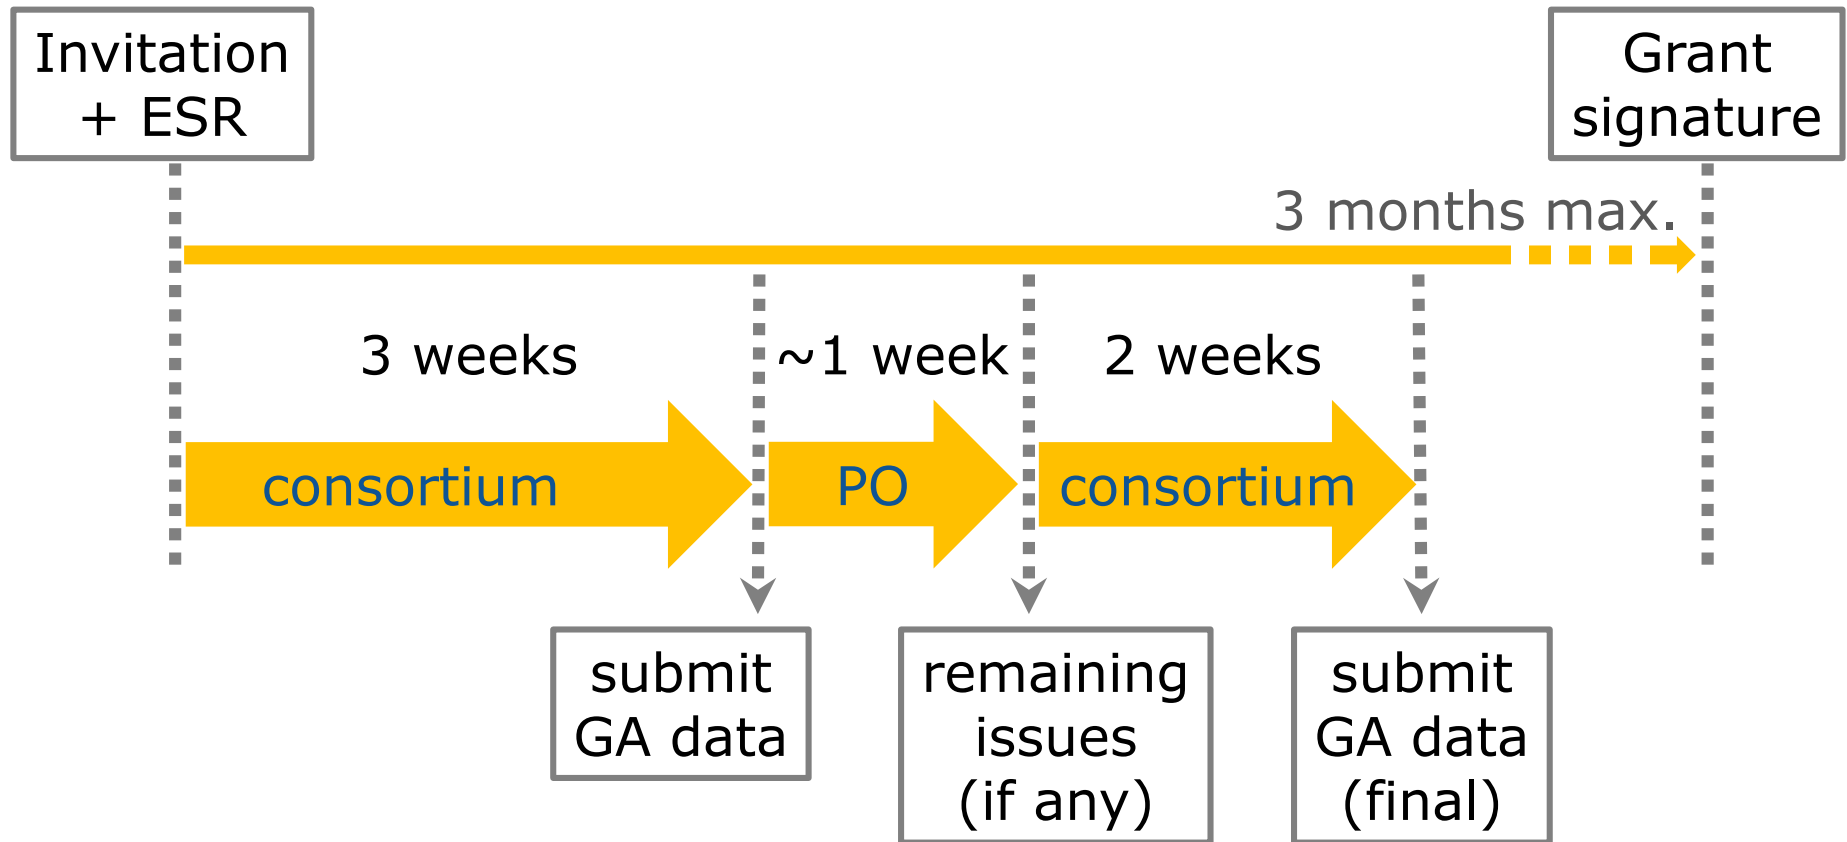 Invitation
+ ESR
Grant
signature
3 months max.
3 weeks
~1 week
2 weeks
consortium
PO
consortium
submit
GA data
remaining
issues
(if any)
submit
GA data
(final)